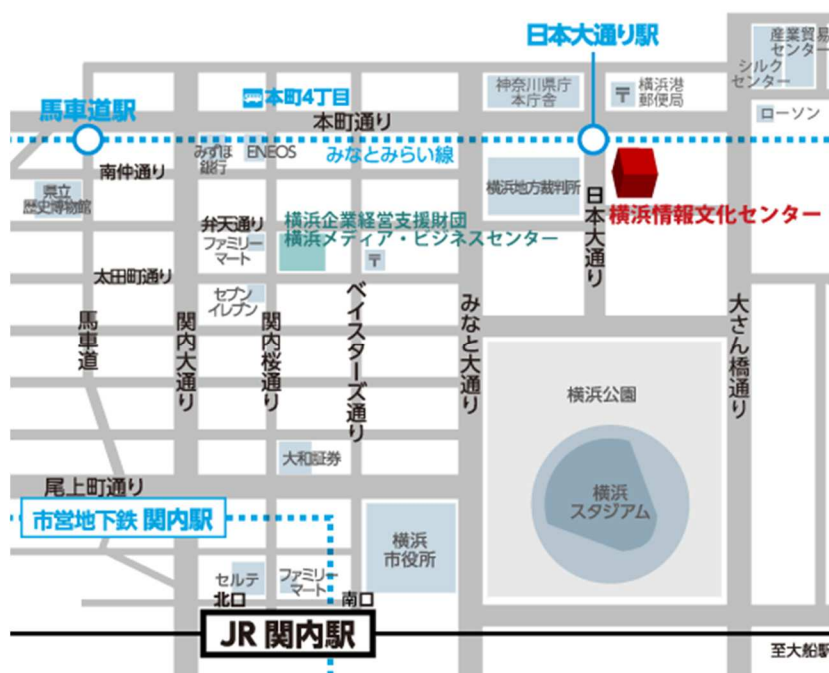 日本大通り駅
産業貿易
センター
シルク
センター
神奈川県庁
本庁舎
横浜港
郵便局
ローソン
馬車道駅
本町4丁目
本町通り
みずほ
銀行
ENEOS
みなとみらい線
南仲通り
県立
歴史博物館
横浜地方裁判所
日本大通り
横浜情報文化センター
弁天通り
ファミリー
マート
横浜企業経営支援財団
横浜メディア・ビジネスセンター
〒
〒
太田町通り
セブン
イレブン
馬車道
関内大通り
関内桜通り
ベイスターズ通り
みなと大通り
大さん橋通り
横浜公園
大和証券
尾上町通り
横浜
スタジアム
市営地下鉄 関内駅
横浜
市役所
セルテ
ファミリー
マート
北口
南口
JR 関内駅
至大船駅